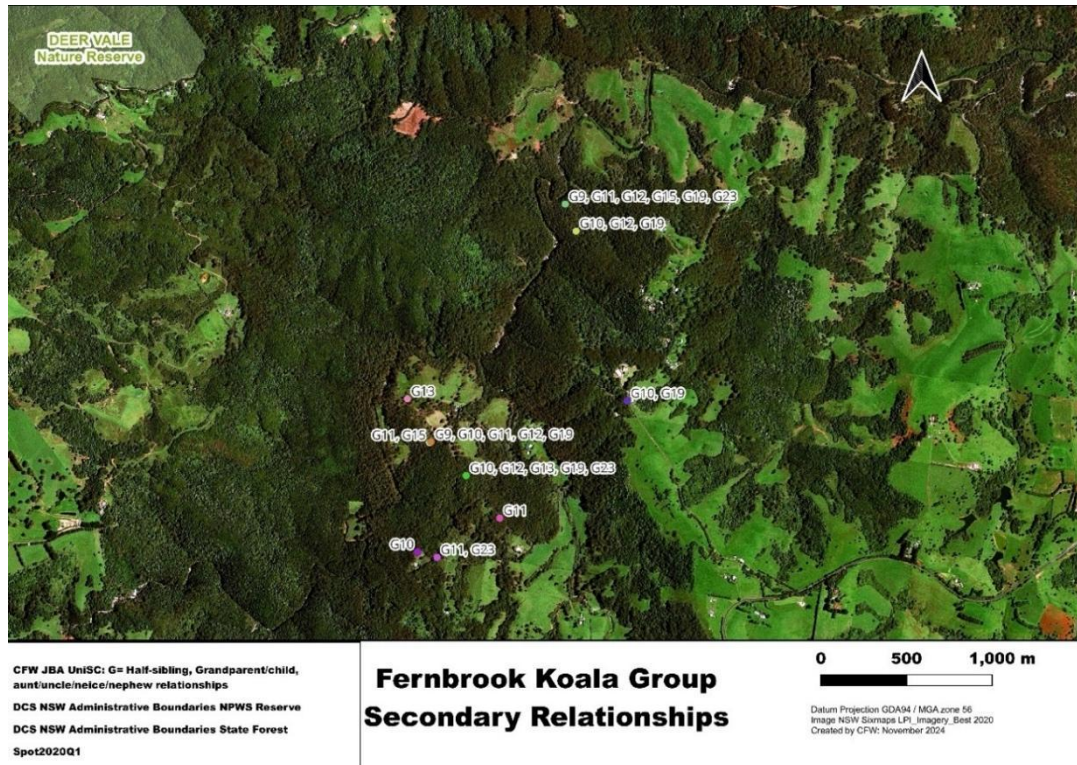 DEER VALE
Nature Reserve
G9, G11, G12, G15, G19, G23
G10, G12, G19
G13
G10, G19
G11, G15
G9, G10, G11, G12, G19
G10, G12, G13, G19, G23
G11
G10
G11, G23
CFW JBA UniSC: G= Half-sibling, Grandparent/child,
aunt/uncle/neice/nephew relationships
DCS NSW Administrative Boundaries NPWS Reserve
DCS NSW Administrative Boundaries State Forest
Spot2020Q1
Fernbrook Koala Group
Secondary Relationships
0 500 1,000 m
Datum Projection GDA94 / MGA zone 56
Image NSW Sixmaps LPI_Imagery_Best 2020
Created by CFW: November 2024